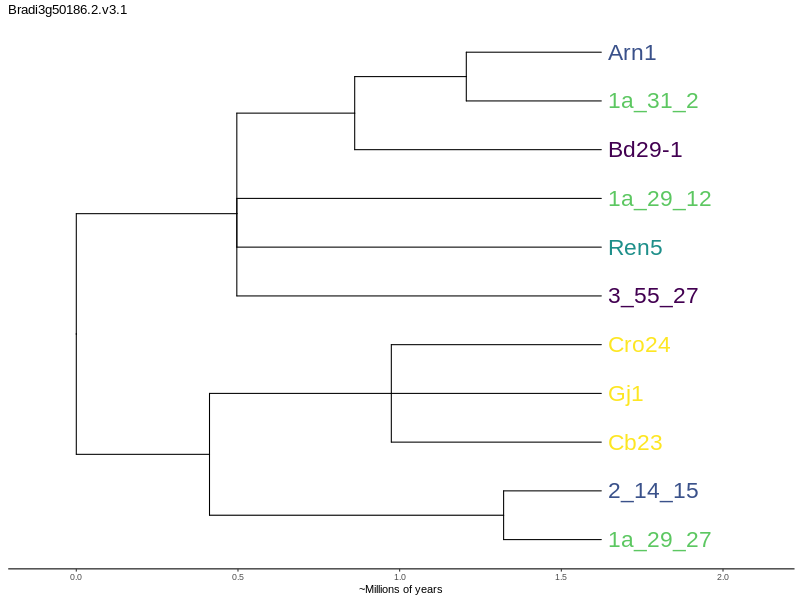 Bradi3g50186.2.v3.1
Arn1
1a_31_2
Bd29-1
1a_29_12
Ren5
3_55_27
Cro24
Gj1
Cb23
2_14_15
1a_29_27
0.0 0.5 1.0 1.5 2.0
~Millions of years